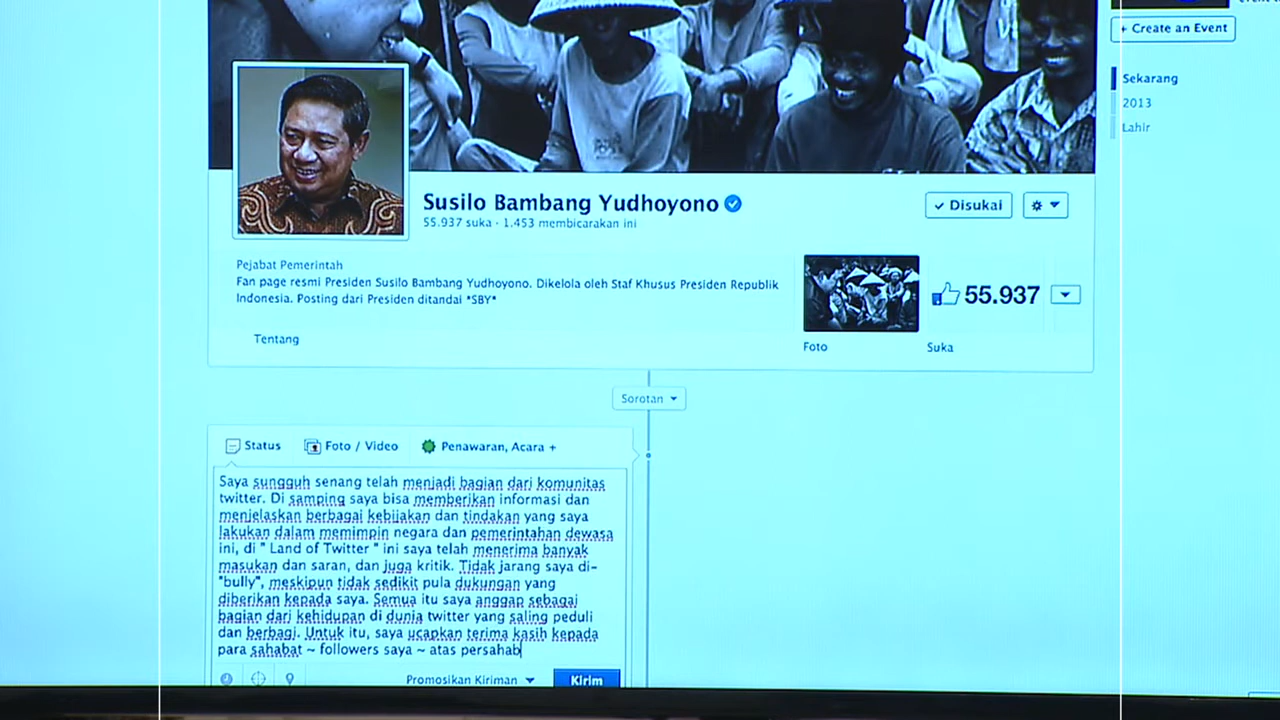 + Create an Event
Sekarang
2013
Lahir
Susilo Bambang Yudhoyono
55.937 suka · 1.453 membicarakan ini
✓ Disukai
Pejabat Pemerintah
Fan page resmi Presiden Susilo Bambang Yudhoyono. Dikelola oleh Staf Khusus Presiden Republik
Indonesia. Posting dari Presiden ditandai *SBY*
55.937
Tentang
Foto
Suka
Sorotan
Status
Foto / Video
Penawaran, Acara +
Saya sungguh senang telah menjadi bagian dari komunitas
twitter. Di samping saya bisa memberikan informasi dan
menjelaskan berbagai kebijakan dan tindakan yang saya
lakukan dalam memimpin negara dan pemerintahan dewasa
ini, di " Land of Twitter " ini saya telah menerima banyak
masukan dan saran, dan juga kritik. Tidak jarang saya di-
"bully", meskipun tidak sedikit pula dukungan yang
diberikan kepada saya. Semua itu saya anggap sebagai
bagian dari kehidupan di dunia twitter yang saling peduli
dan berbagi. Untuk itu, saya ucapkan terima kasih kepada
para sahabat ~ followers saya ~ atas persahab
Promosikan Kiriman
Kirim